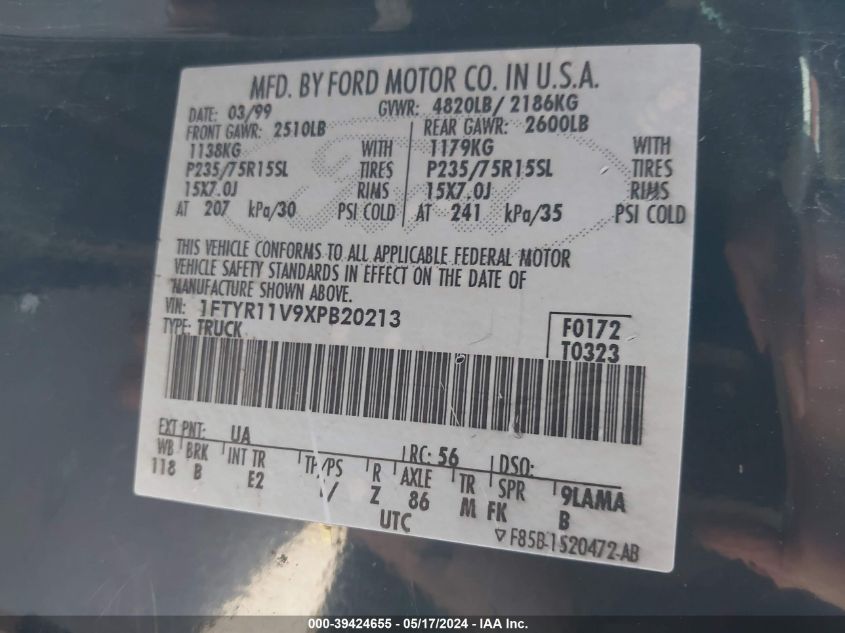 MFD. BY FORD MOTOR CO. IN U.S.A.
DATE: 03/99 GVWR: 4820LB/ 2186KG
FRONT GAWR: 2510LB REAR GAWR: 2600LB
1138KG WITH 1179KG WITH
P235/75R15SL TIRES P235/75R15SL TIRES
15X7.0J RIMS 15X7.0J RIMS
AT 207 kPa/30 PSI COLD AT 241 kPa/35 PSI COLD
THIS VEHICLE CONFORMS TO ALL APPLICABLE FEDERAL MOTOR
VEHICLE SAFETY STANDARDS IN EFFECT ON THE DATE OF
MANUFACTURE SHOWN ABOVE.
VIN: 1FTYR11V9XPB20213
TYPE: TRUCK
F0172
T0323
EXT PNT: UA RC: 56 DSO:
WB BRK INT TR TP/PS R AXLE TR SPR 9LAMA
118 B E2 Z 86 M FK B
UTC
▽F85B-1520472-AB
000-39424655 - 05/17/2024 - IAA Inc.